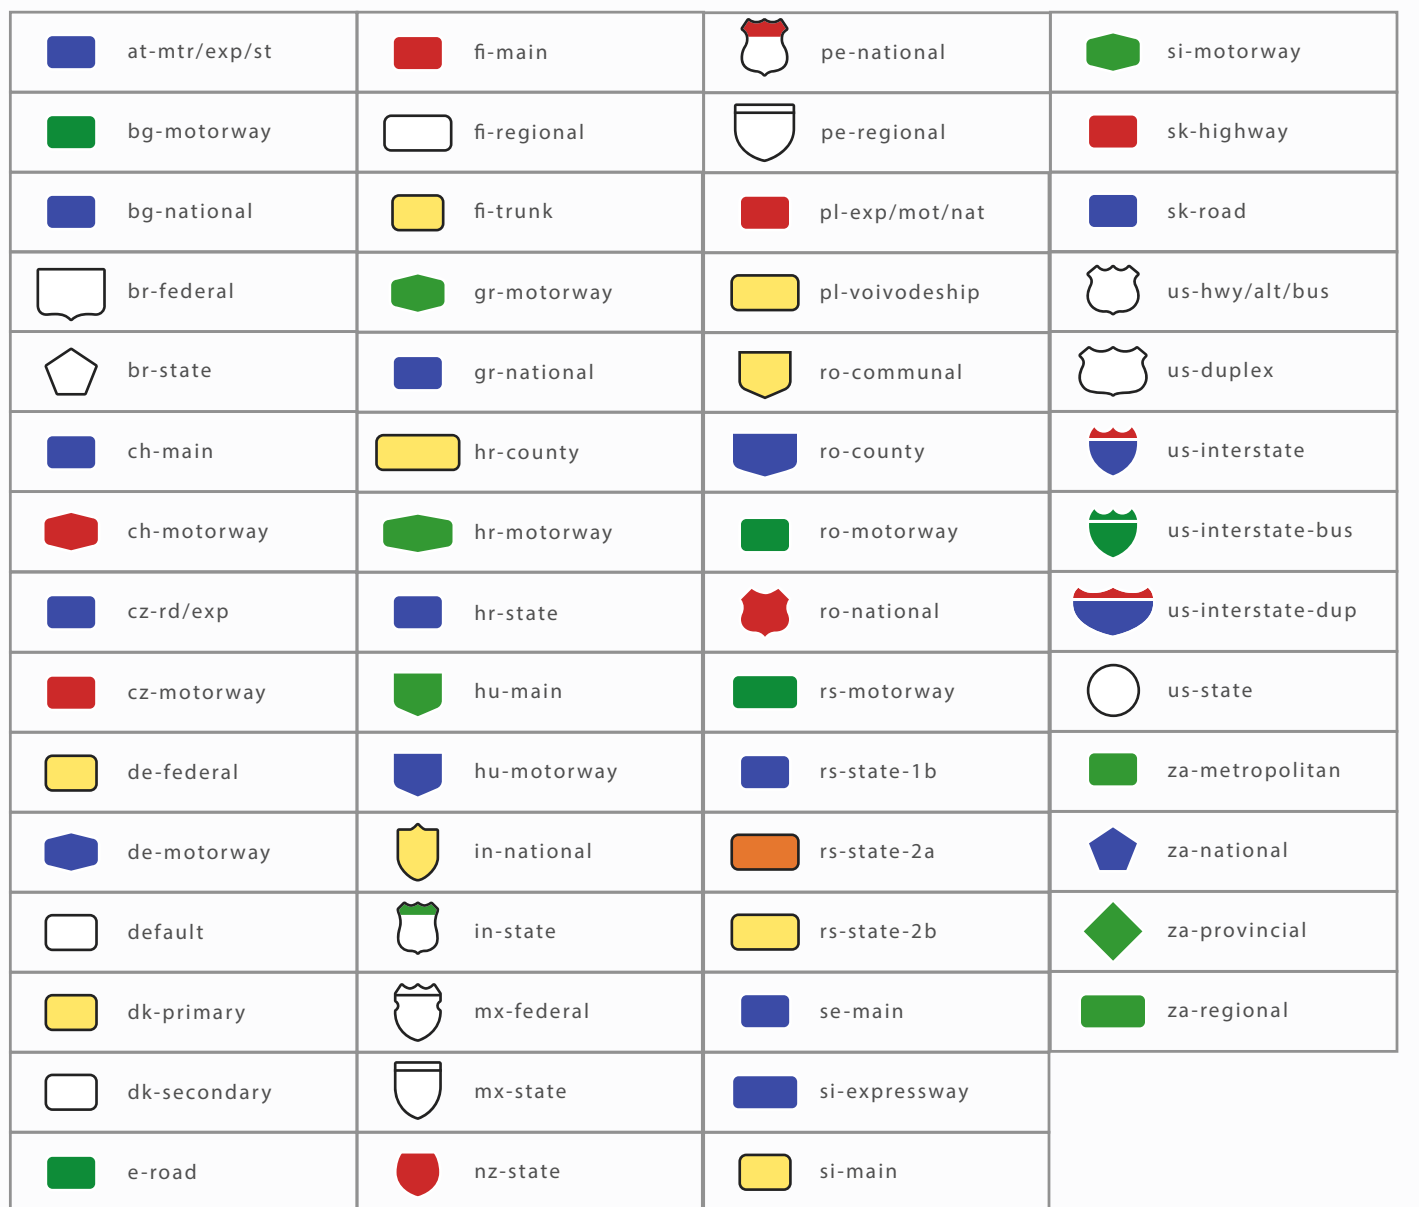 at-mtr/exp/st
bg-motorway
bg-national
br-federal
br-state
ch-main
ch-motorway
cz-rd/exp
cz-motorway
de-federal
de-motorway
default
dk-primary
dk-secondary
e-road
fi-main
fi-regional
fi-trunk
gr-motorway
gr-national
hr-county
hr-motorway
hr-state
hu-main
hu-motorway
in-national
in-state
mx-federal
mx-state
nz-state
pe-national
pe-regional
pl-exp/mot/nat
pl-voivodeship
ro-communal
ro-county
ro-motorway
ro-national
rs-motorway
rs-state-1b
rs-state-2a
rs-state-2b
se-main
si-expressway
si-main
si-motorway
sk-highway
sk-road
us-hwy/alt/bus
us-duplex
us-interstate
us-interstate-bus
us-interstate-dup
us-state
za-metropolitan
za-national
za-provincial
za-regional